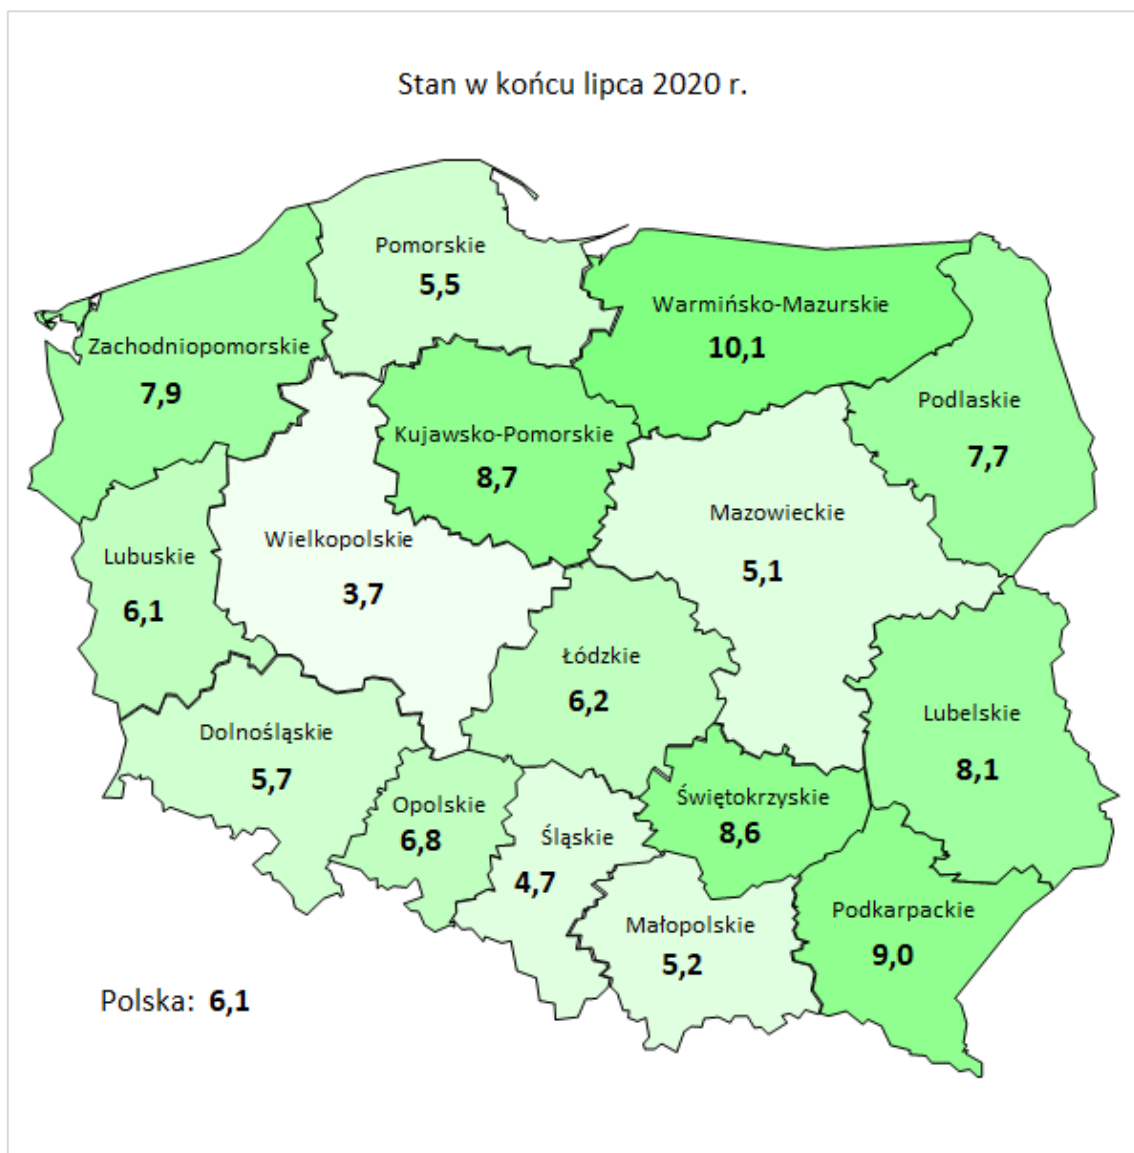 Stan w końcu lipca 2020 r.
Pomorskie
5,5
Warmińsko-Mazurskie
10,1
Zachodniopomorskie
7,9
Podlaskie
7,7
Kujawsko-Pomorskie
8,7
Mazowieckie
5,1
Wielkopolskie
3,7
Lubuskie
6,1
Łódzkie
6,2
Lubelskie
8,1
Dolnośląskie
5,7
Opolskie
6,8
Śląskie
4,7
Świętokrzyskie
8,6
Małopolskie
5,2
Podkarpackie
9,0
Polska: 6,1